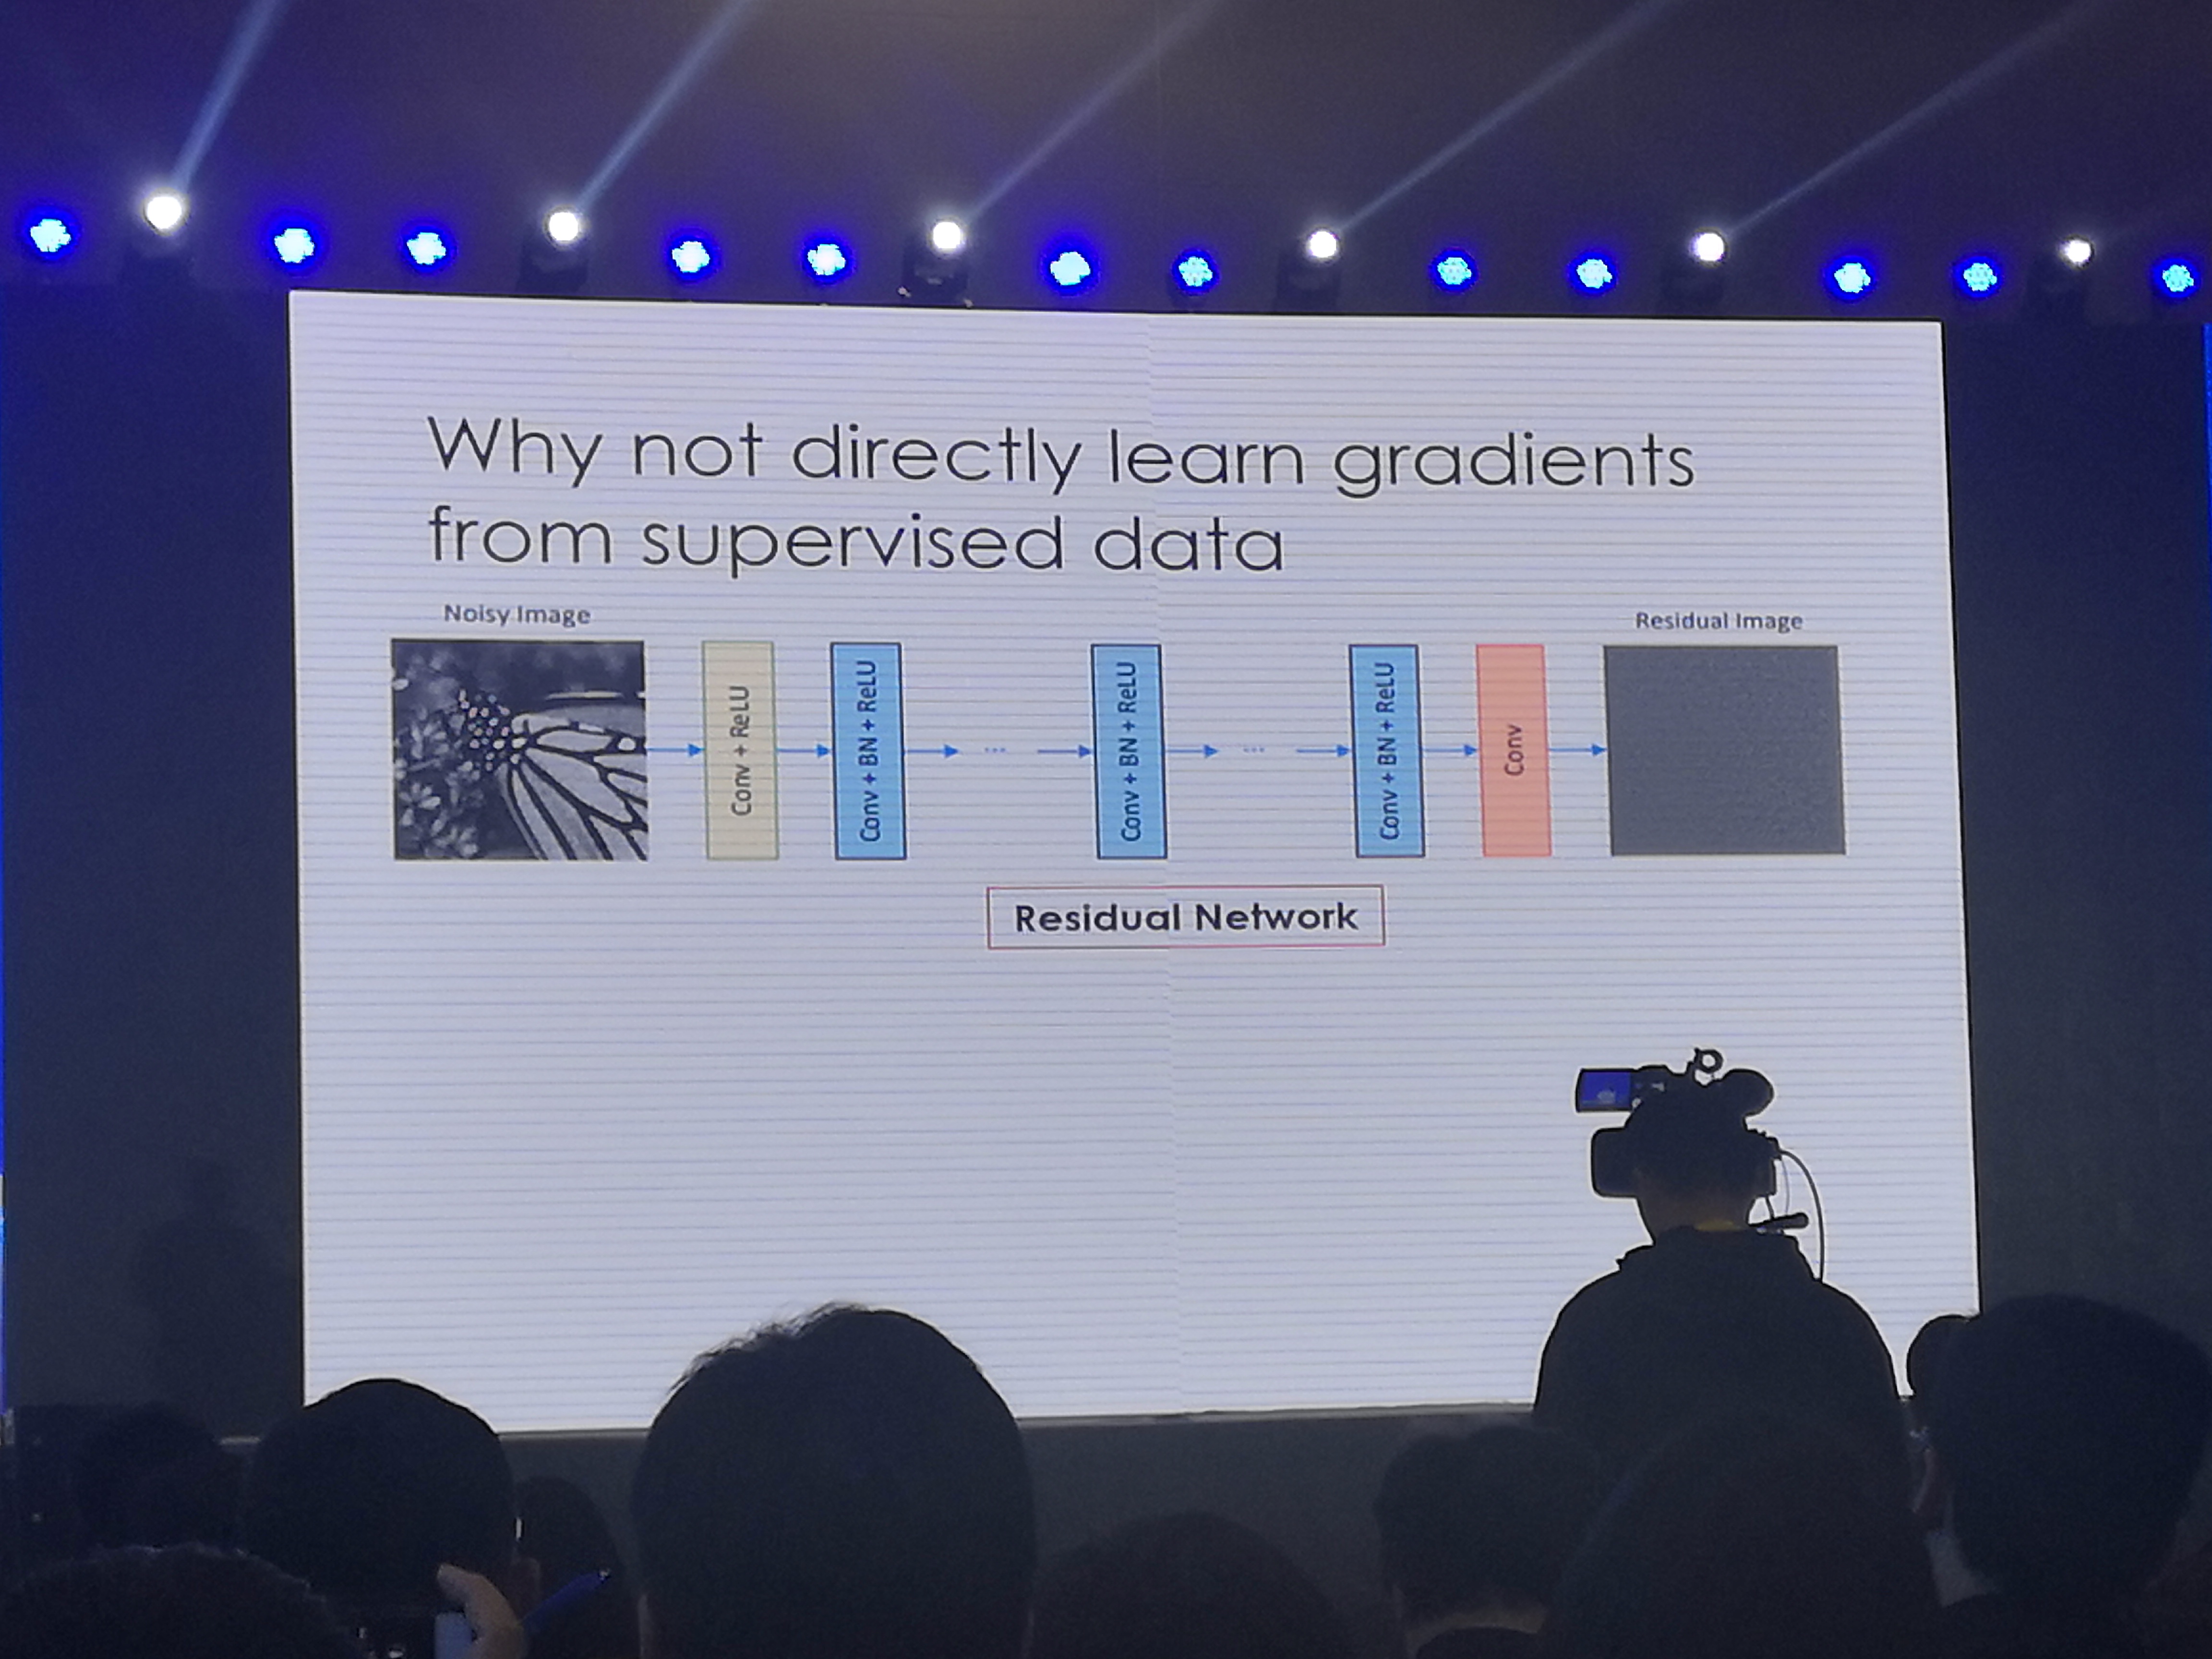 Why not directly learn gradients
from supervised data
Noisy Image
Residual Image
Conv + ReLU
Conv + BN + ReLU
...
Conv + BN + ReLU
...
Conv + BN + ReLU
Conv
Residual Network